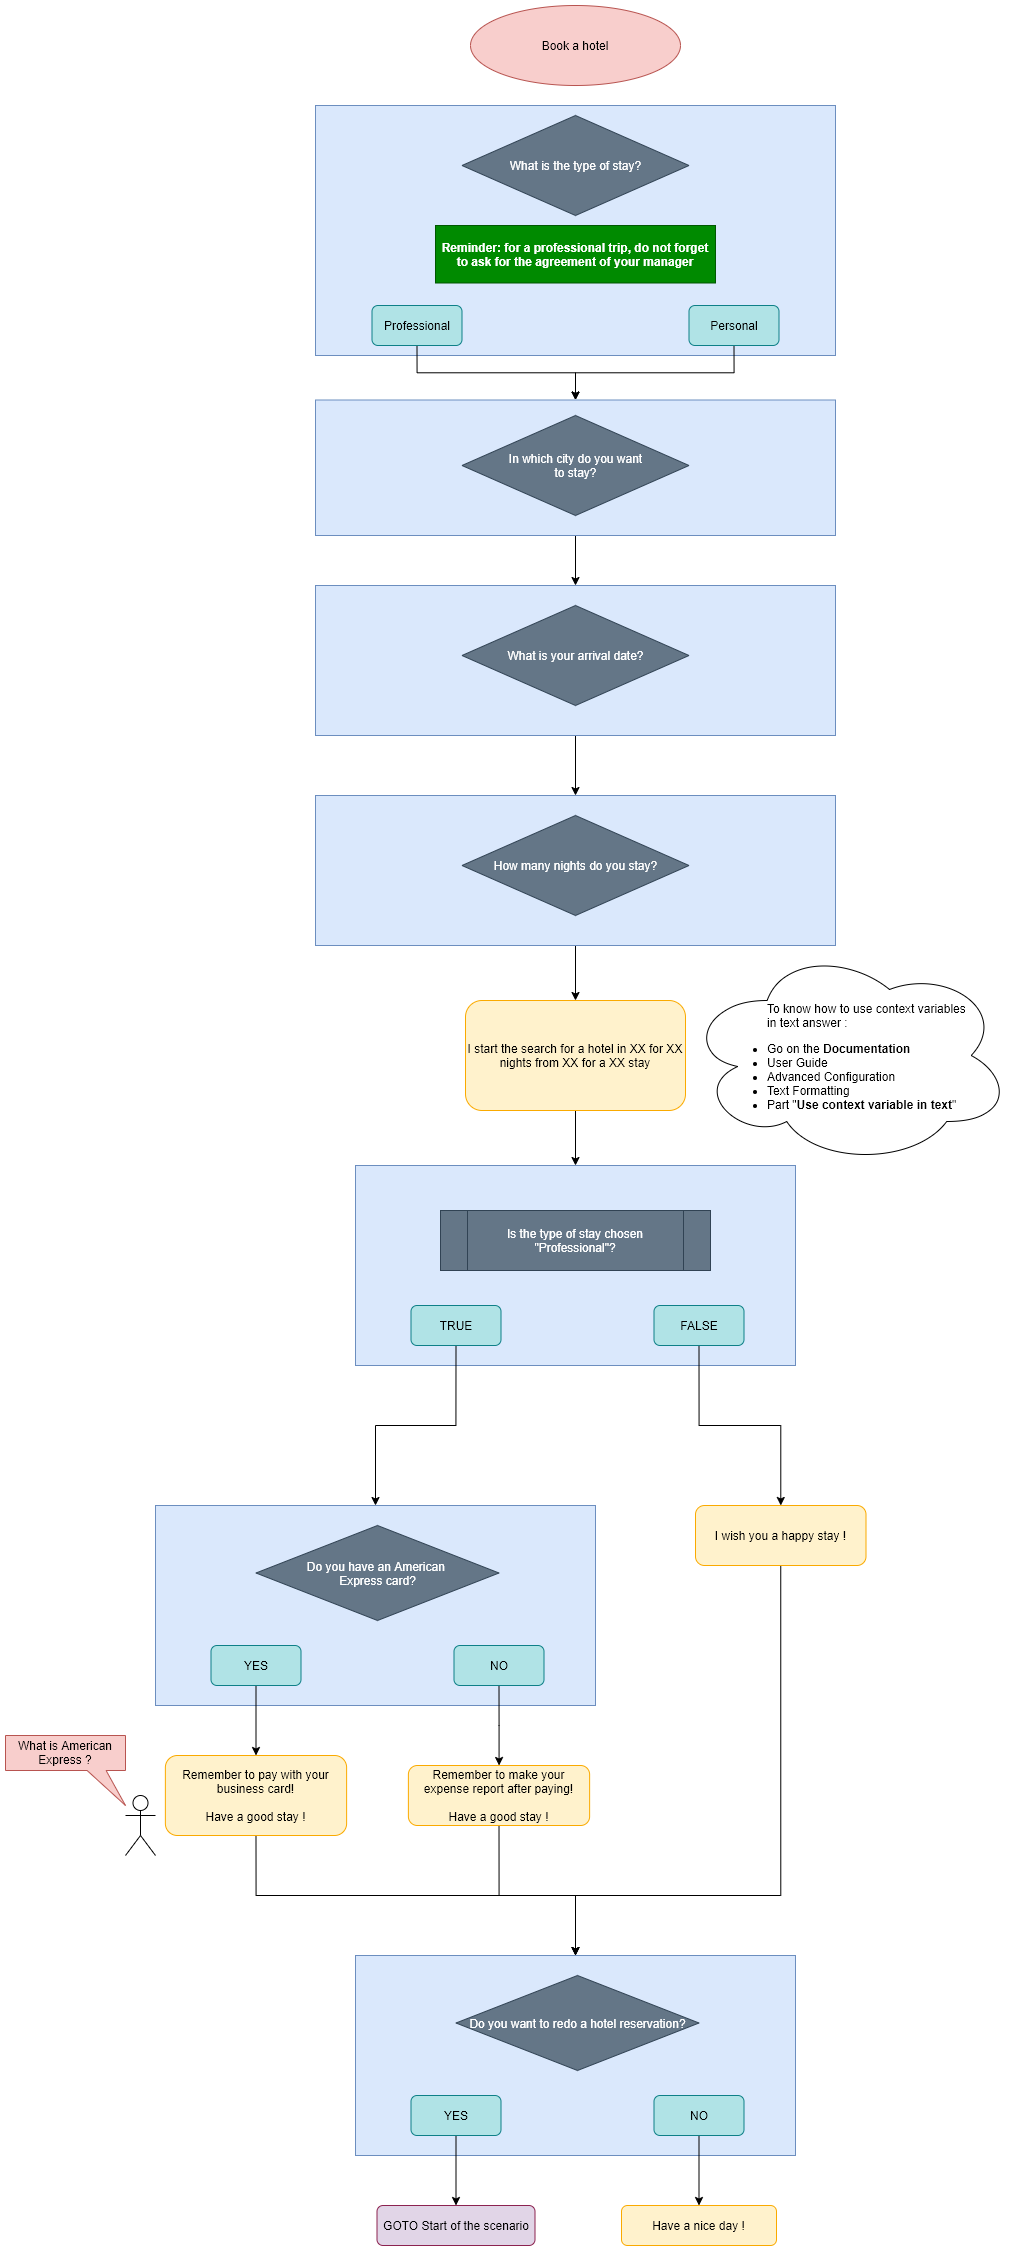 Book a hotel
What is the type of stay?
Reminder: for a professional trip, do not forget
to ask for the agreement of your manager
Professional
Personal
In which city do you want
to stay?
What is your arrival date?
How many nights do you stay?
I start the search for a hotel in XX for XX
nights from XX for a XX stay
To know how to use context variables
in text answer :
• Go on the Documentation
• User Guide
• Advanced Configuration
• Text Formatting
• Part "Use context variable in text"
Is the type of stay chosen
"Professional"?
TRUE
FALSE
Do you have an American
Express card?
I wish you a happy stay !
YES
NO
What is American
Express ?
Remember to pay with your
business card!
Have a good stay !
Remember to make your
expense report after paying!
Have a good stay !
Do you want to redo a hotel reservation?
YES
NO
GOTO Start of the scenario
Have a nice day !